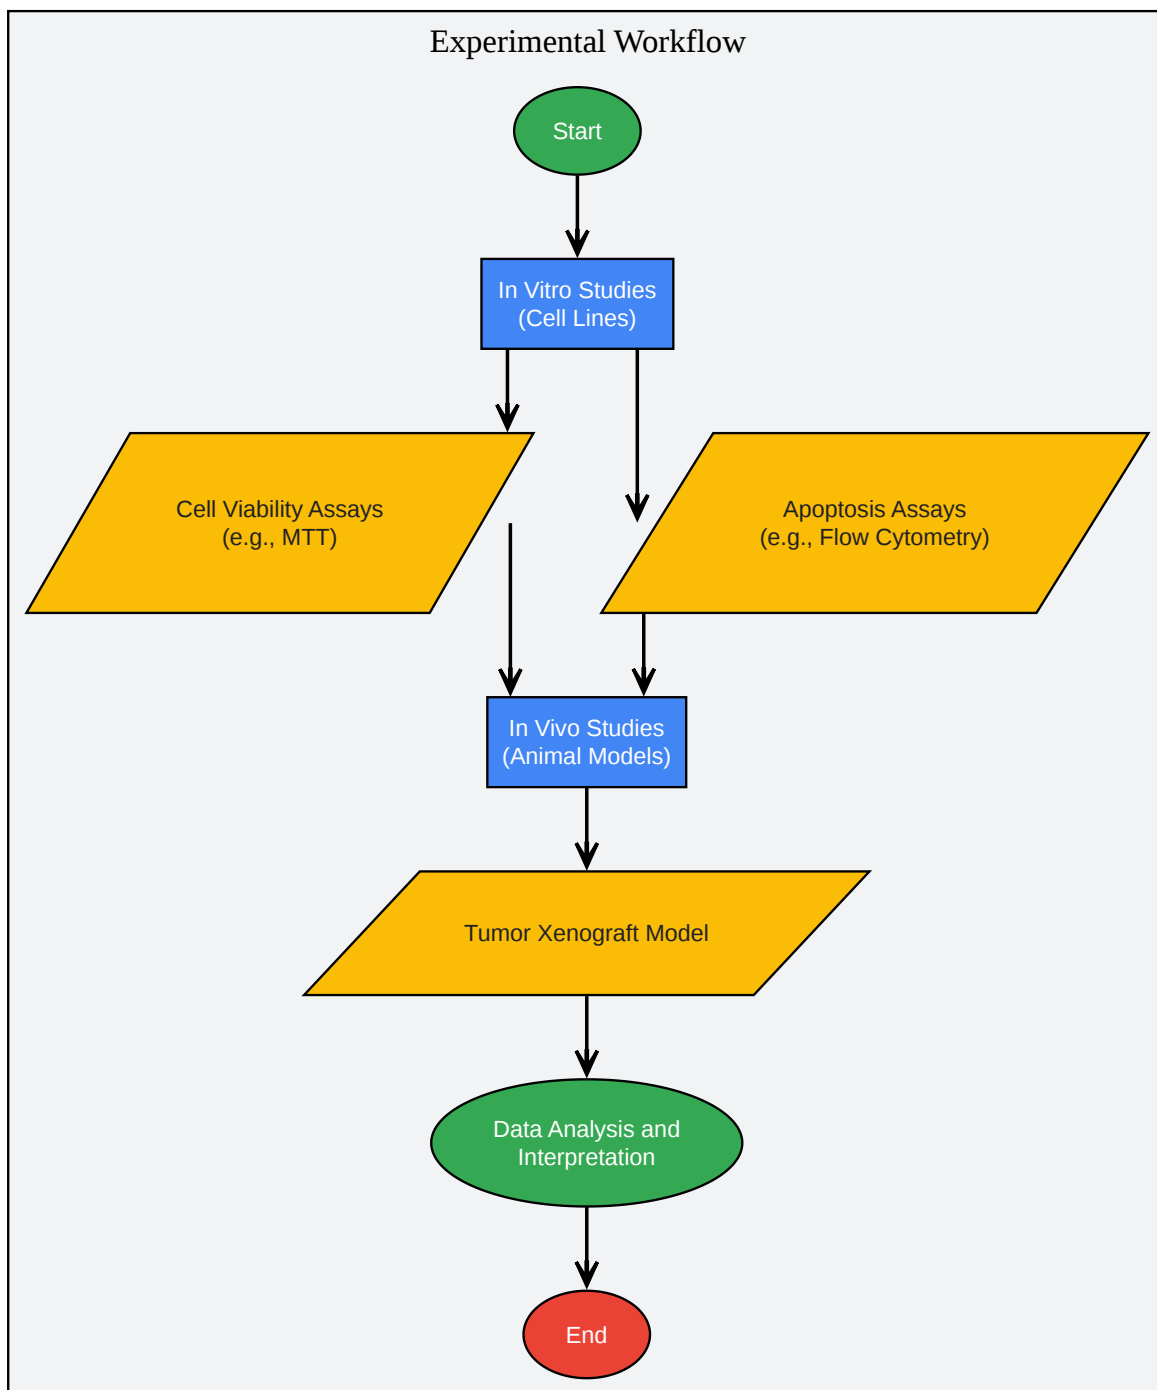 Experimental Workflow
Start
In Vitro Studies
(Cell Lines)
Cell Viability Assays
(e.g., MTT)
Apoptosis Assays
(e.g., Flow Cytometry)
In Vivo Studies
(Animal Models)
Tumor Xenograft Model
Data Analysis and
Interpretation
End